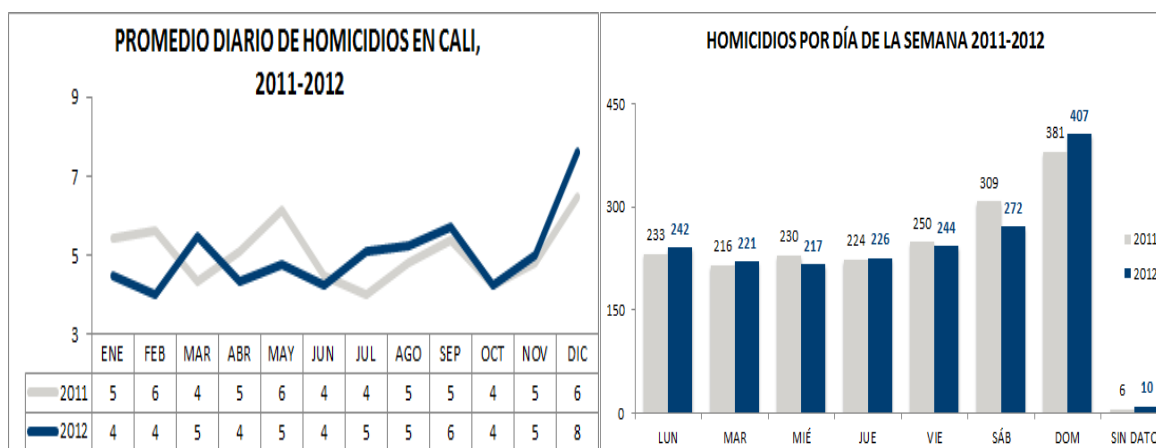 PROMEDIO DIARIO DE HOMICIDIOS EN CALI,
2011-2012
9
7
5
3
ENE FEB MAR ABR MAY JUN JUL AGO SEP OCT NOV DIC
2011 5 6 4 5 6 4 4 5 5 4 5 6
2012 4 4 5 4 5 4 5 5 6 4 5 8
HOMICIDIOS POR DÍA DE LA SEMANA 2011-2012
450
300
150
0
233 242 216 221 230 217 224 226 250 244 309 272 381 407 6 10
2011
2012
LUN MAR MIÉ JUE VIE SÁB DOM SIN DATO